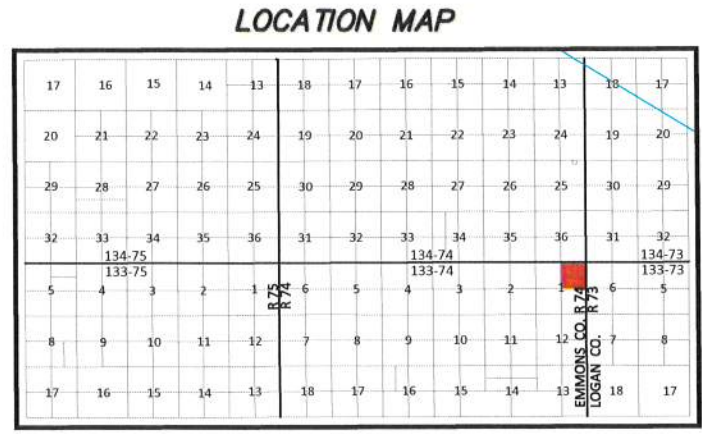 LOCATION MAP
17 16 15 14 13 18 17 16 15 14 13 18 17
20 21 22 23 24 19 20 21 22 23 24 19 20
29 28 27 26 25 30 29 28 27 26 25 30 29
32 33 34 35 36 31 32 33 34 35 36 31 32
134-75 134-74 134-73
133-75 133-74 133-73
5 4 3 2 1 6 5 4 3 2 1 6 5
R 75
R 74
8 9 10 11 12 7 8 9 10 11 12 7 8
EMMONS CO. R 74
LOGAN CO. R 73
17 16 15 14 13 18 17 16 15 14 13 18 17